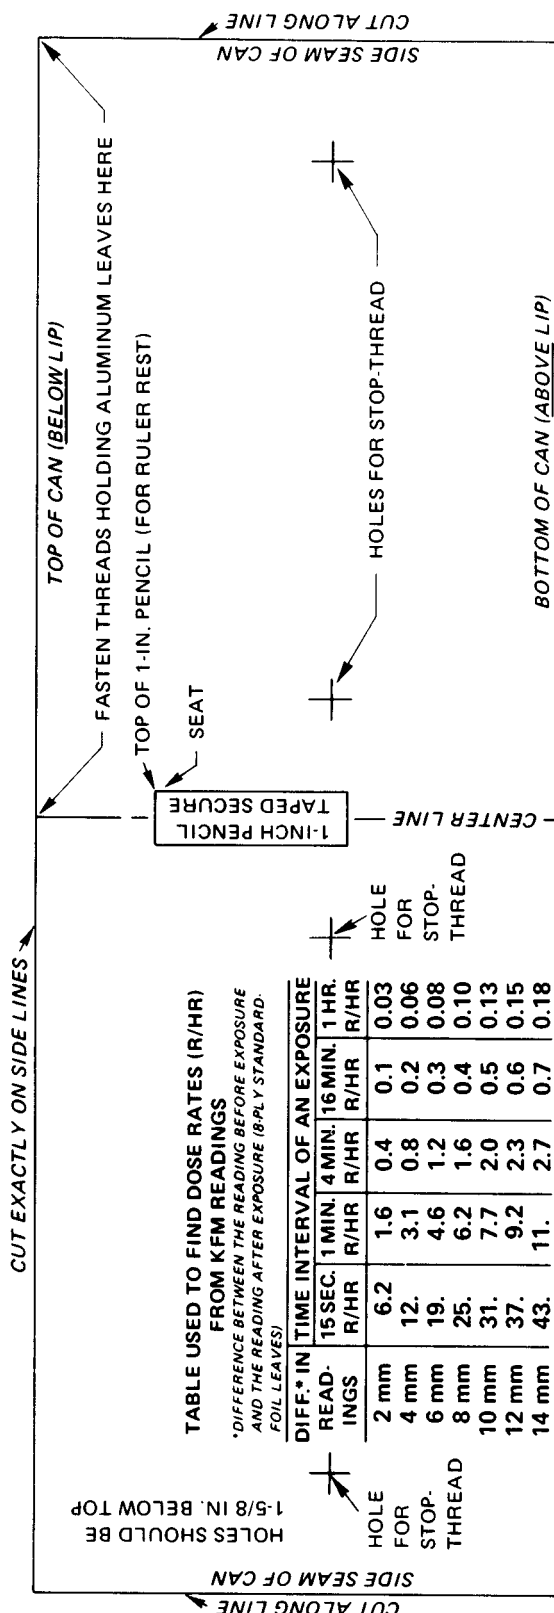 CUT ALONG LINE
SIDE SEAM OF CAN
CUT EXACTLY ON SIDE LINES
TOP OF CAN (BELOW LIP)
FASTEN THREADS HOLDING ALUMINUM LEAVES HERE
TOP OF 1-IN. PENCIL (FOR RULER REST)
SEAT
1-INCH PENCIL
TAPED SECURE
CENTER LINE
HOLES FOR STOP-THREAD
BOTTOM OF CAN (ABOVE LIP)
HOLES SHOULD BE
1-5/8 IN. BELOW TOP
TABLE USED TO FIND DOSE RATES (R/HR)
FROM KFM READINGS
*DIFFERENCE BETWEEN THE READING BEFORE EXPOSURE
AND THE READING AFTER EXPOSURE (8-PLY STANDARD-
FOIL LEAVES)
DIFF.* IN TIME INTERVAL OF AN EXPOSURE
READ- 15 SEC. 1 MIN. 4 MIN. 16 MIN. 1 HR.
INGS R/HR R/HR R/HR R/HR R/HR
2 mm 6.2 1.6 0.4 0.1 0.03
4 mm 12. 3.1 0.8 0.2 0.06
6 mm 19. 4.6 1.2 0.3 0.08
8 mm 25. 6.2 1.6 0.4 0.10
10 mm 31. 7.7 2.0 0.5 0.13
12 mm 37. 9.2 2.3 0.6 0.15
14 mm 43. 11. 2.7 0.7 0.18
HOLE
FOR
STOP-
THREAD
HOLE
FOR
STOP-
THREAD
SIDE SEAM OF CAN
CUT ALONG LINE